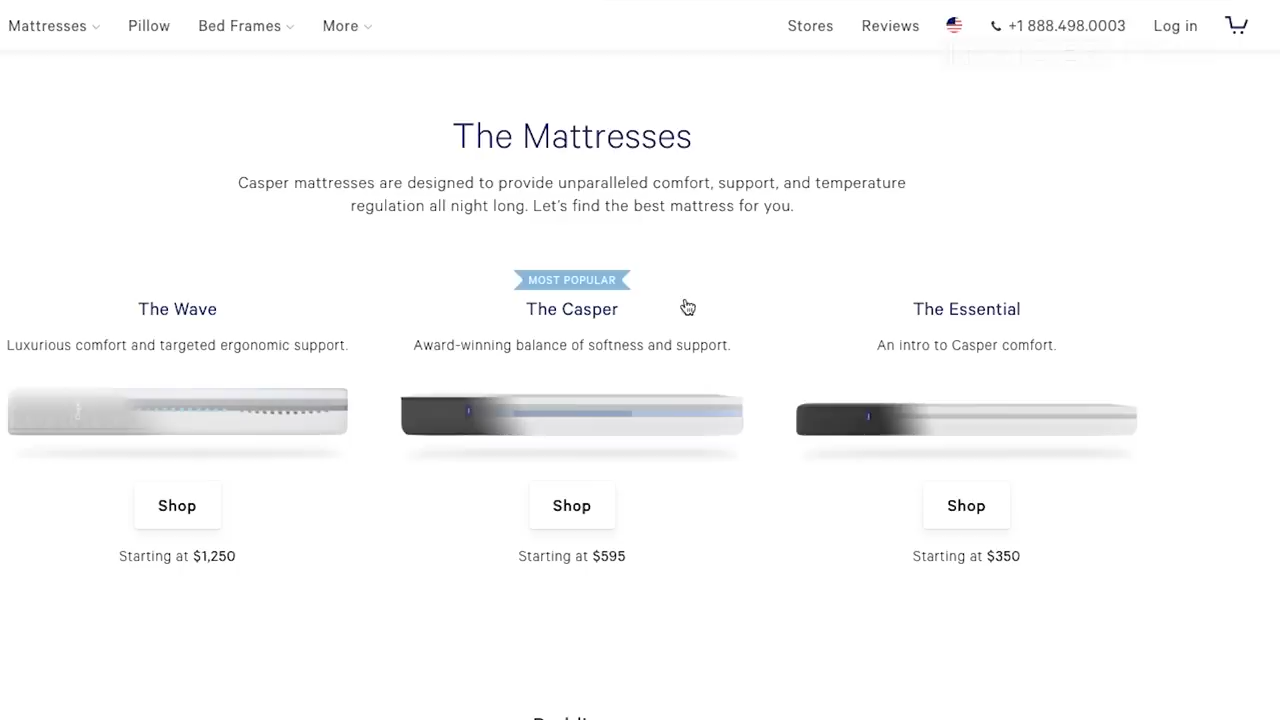 Mattresses Pillow Bed Frames More Stores Reviews +1 888.498.0003 Log in
The Mattresses
Casper mattresses are designed to provide unparalleled comfort, support, and temperature
regulation all night long. Let's find the best mattress for you.
MOST POPULAR
The Wave The Casper The Essential
Luxurious comfort and targeted ergonomic support. Award-winning balance of softness and support. An intro to Casper comfort.
Shop Shop Shop
Starting at $1,250 Starting at $595 Starting at $350